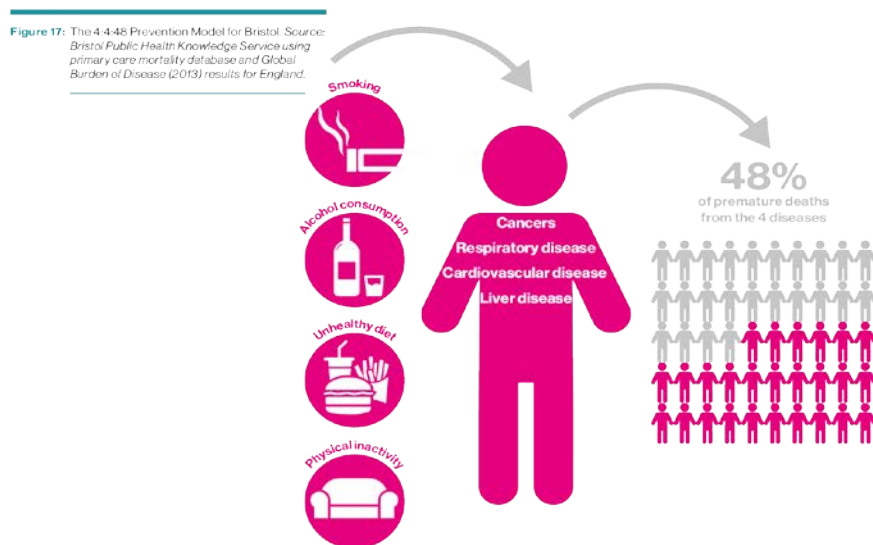 Figure 17: The 4:4:48 Prevention Model for Bristol. Source:
Bristol Public Health Knowledge Service using
primary care mortality database and Global
Burden of Disease (2013) results for England.
Smoking
Alcohol consumption
Unhealthy diet
Physical inactivity
Cancers
Respiratory disease
Cardiovascular disease
Liver disease
48%
of premature deaths
from the 4 diseases